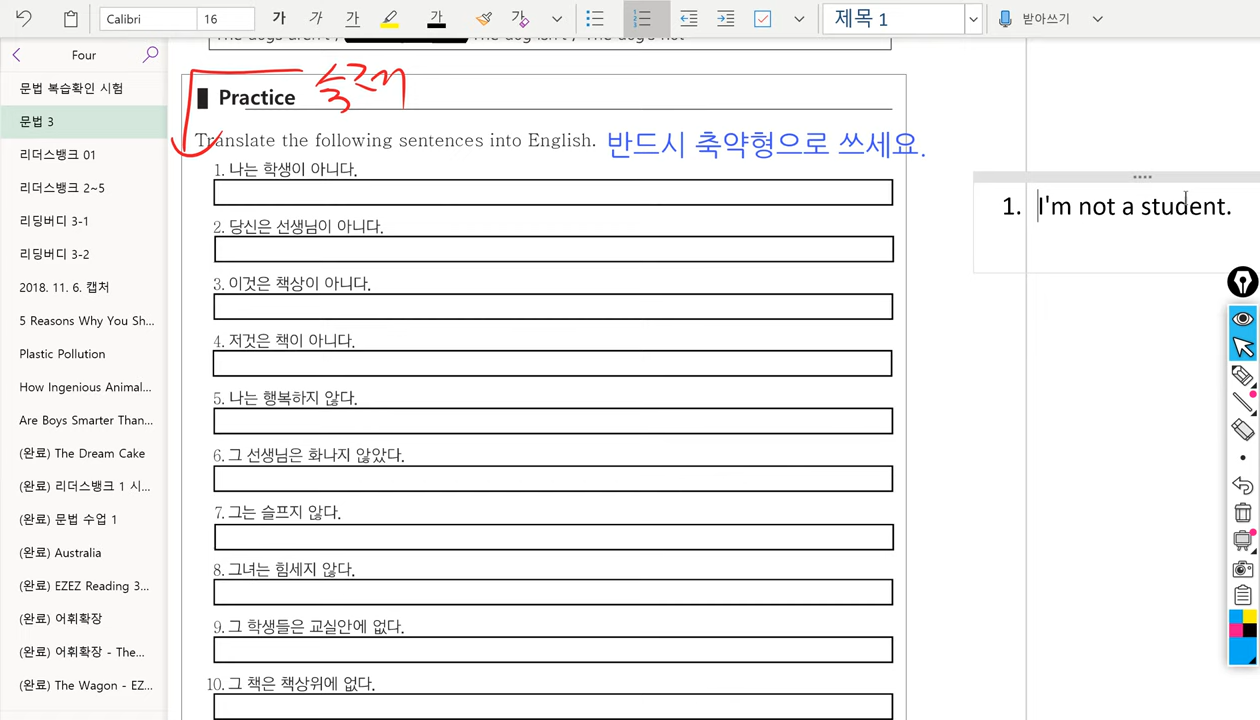 Calibri
16
가 가 가 가 가
제목 1
받아쓰기
Four
문법 복습확인 시험
문법 3
리더스뱅크 01
리더스뱅크 2~5
리딩버디 3-1
리딩버디 3-2
2018. 11. 6. 캡처
5 Reasons Why You Sh...
Plastic Pollution
How Ingenious Animal...
Are Boys Smarter Than...
(완료) The Dream Cake
(완료) 리더스뱅크 1 시...
(완료) 문법 수업 1
(완료) Australia
(완료) EZEZ Reading 3...
(완료) 어휘확장
(완료) 어휘확장 - The...
(완료) The Wagon - EZ...
The dogs aren't / The dog isn't / The dog's not
Practice 숙제
Translate the following sentences into English. 반드시 축약형으로 쓰세요.
1. 나는 학생이 아니다.
2. 당신은 선생님이 아니다.
3. 이것은 책상이 아니다.
4. 저것은 책이 아니다.
5. 나는 행복하지 않다.
6. 그 선생님은 화나지 않았다.
7. 그는 슬프지 않다.
8. 그녀는 힘세지 않다.
9. 그 학생들은 교실안에 없다.
10. 그 책은 책상위에 없다.
1. I'm not a student.